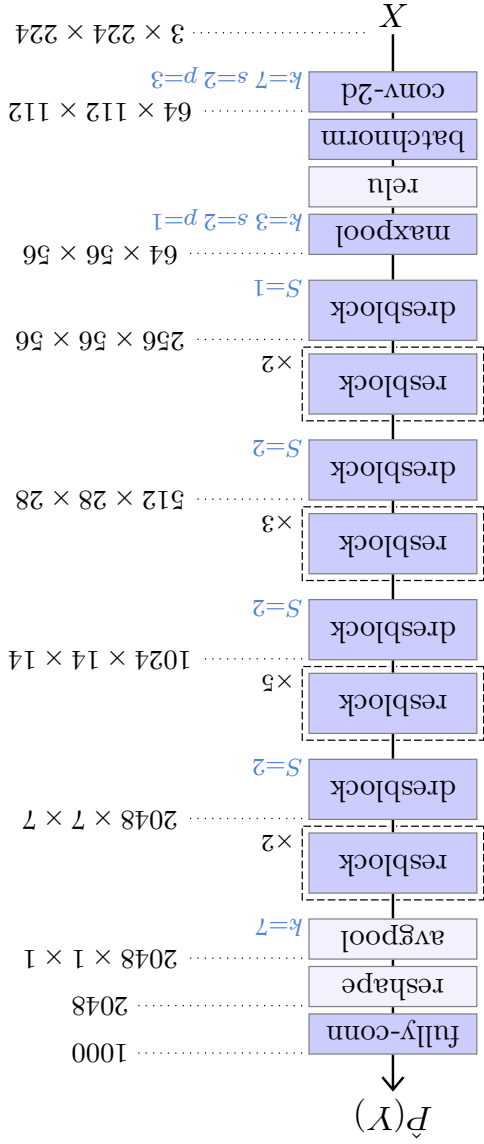 P̂(Y)
1000
fully-conn
2048
reshape
2048 × 1 × 1
avgpool
k=7
resblock
×2
2048 × 7 × 7
dresblock
S=2
resblock
×5
1024 × 14 × 14
dresblock
S=2
resblock
×3
512 × 28 × 28
dresblock
S=2
resblock
×2
256 × 56 × 56
dresblock
S=1
64 × 56 × 56
maxpool
k=3 s=2 p=1
relu
batchnorm
64 × 112 × 112
conv-2d
k=7 s=2 p=3
3 × 224 × 224
X